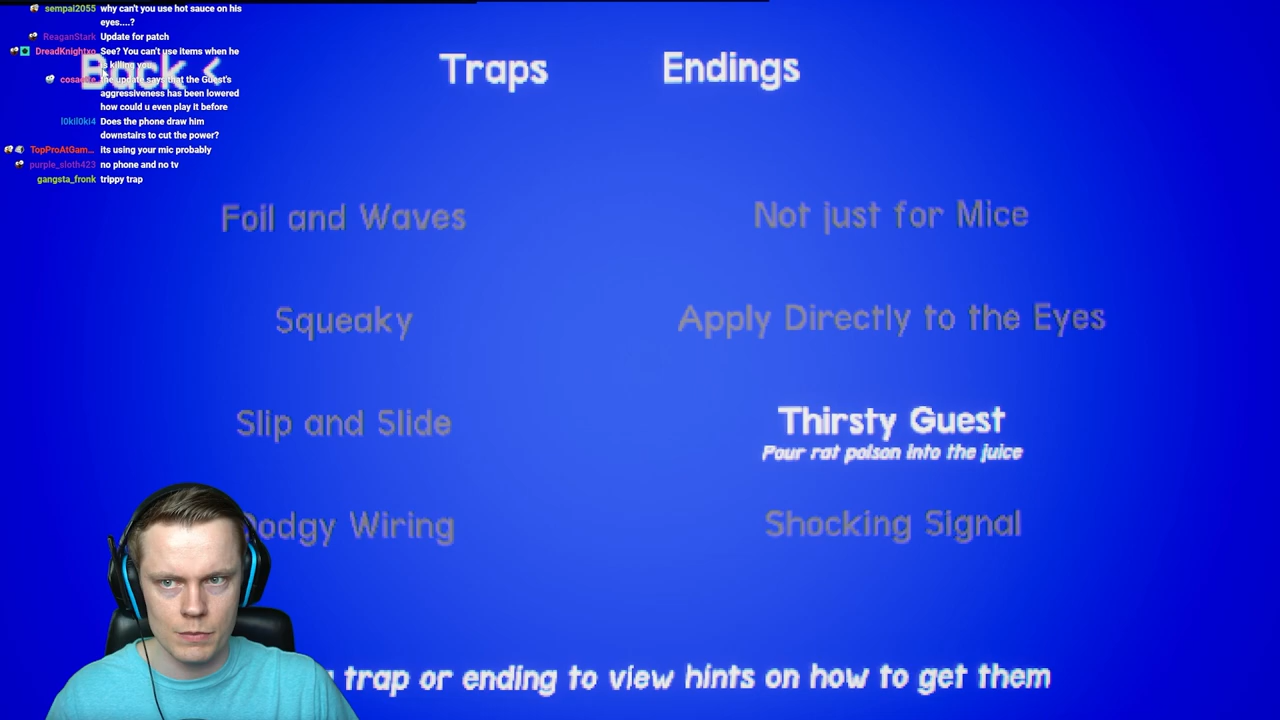 sempai2055 why can't you use hot sauce on his
eyes....?
ReaganStark Update for patch
DreadKnightxo See? You can't use items when he
is killing you
the update says that the Guest's
aggressiveness has been lowered
how could u even play it before
l0kil0ki4 Does the phone draw him
downstairs to cut the power?
TopProAtGam... its using your mic probably
purple_sloth423 no phone and no tv
gangsta_fronk trippy trap
Back <
Traps Endings
Foil and Waves Not just for Mice
Squeaky Apply Directly to the Eyes
Slip and Slide Thirsty Guest
Pour rat poison into the juice
Dodgy Wiring Shocking Signal
trap or ending to view hints on how to get them